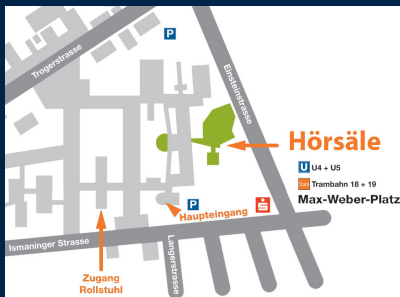 P
Trogerstrasse
Einsteinstrasse
Hörsäle
U U4 + U5
Tram Trambahn 18 + 19
Max-Weber-Platz
P
Haupteingang
Ismaninger Strasse
Langerstrasse
Zugang
Rollstuhl